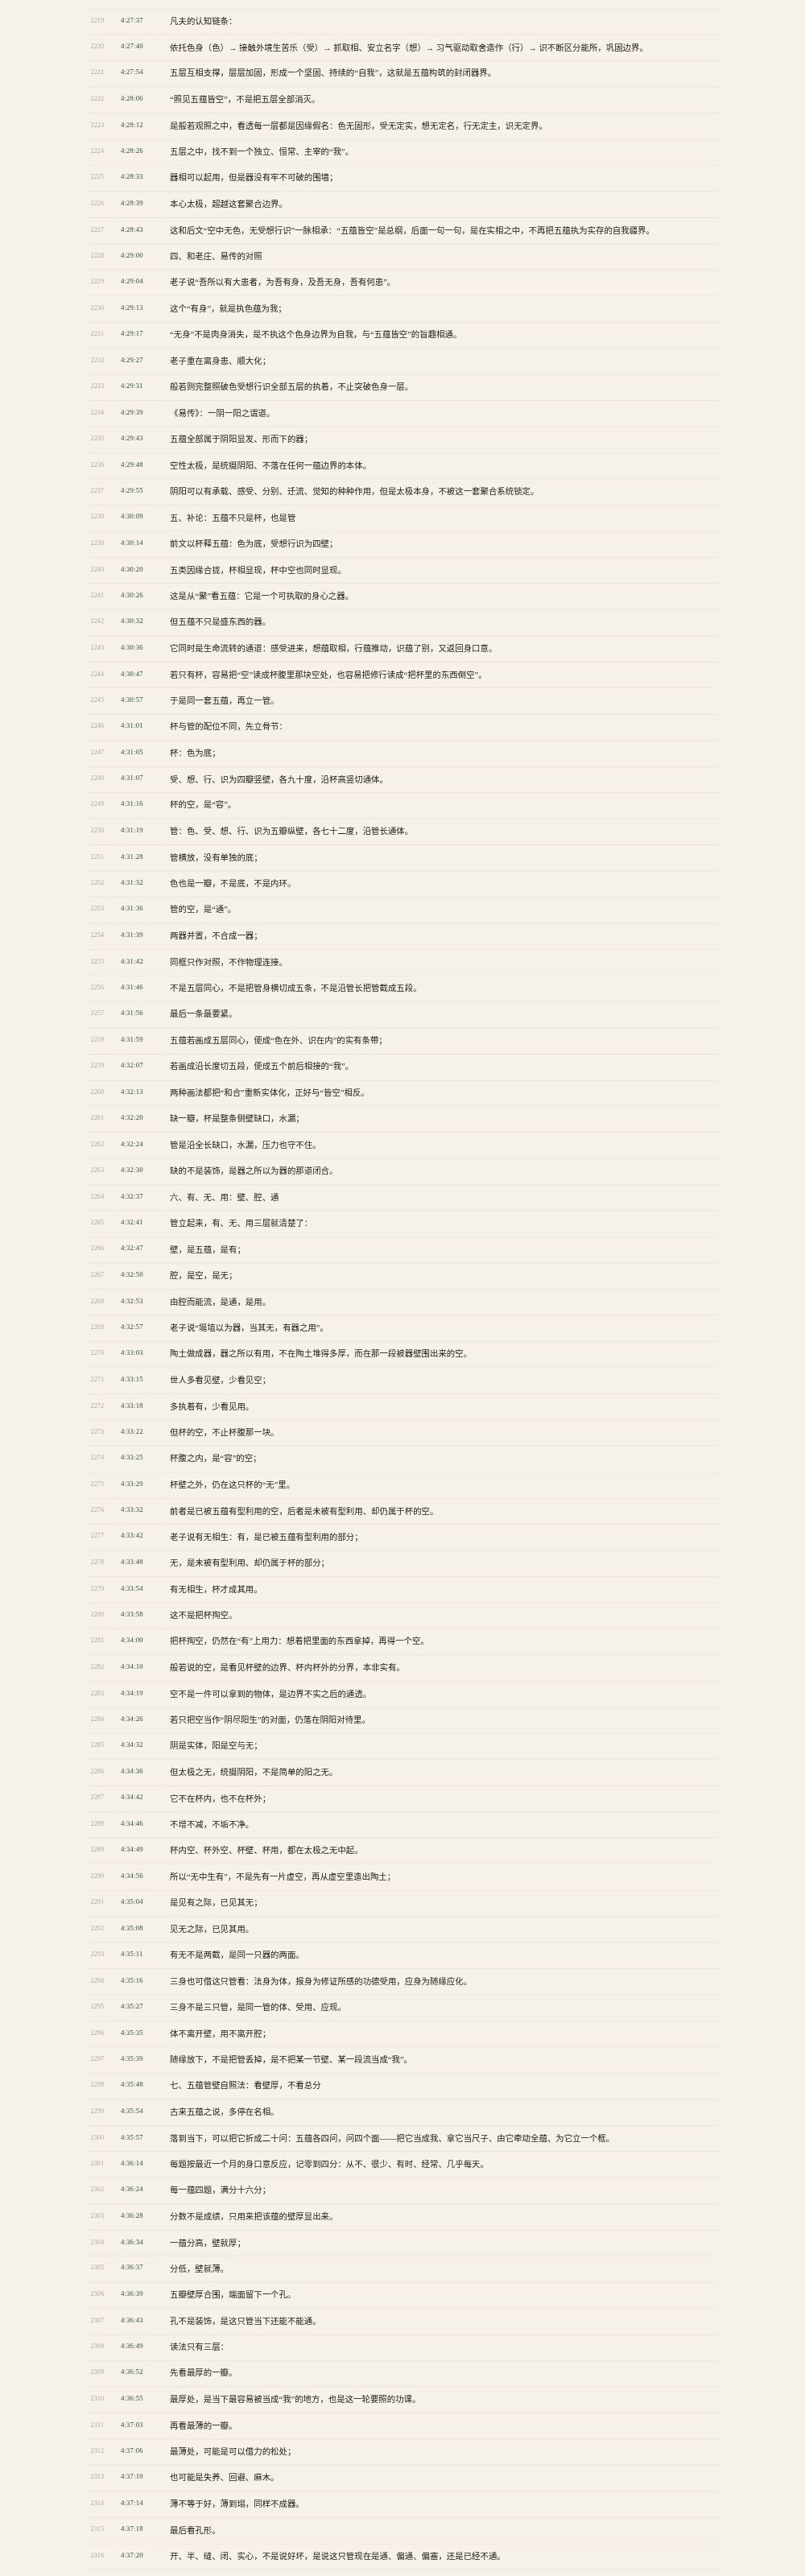 2219 4:27:37 凡夫的认知链条：
2220 4:27:40 依托色身（色）→ 接触外境生苦乐（受）→ 抓取相、安立名字（想）→ 习气驱动取舍造作（行）→ 识不断区分能所，巩固边界。
2221 4:27:54 五层互相支撑，层层加固，形成一个坚固、持续的“自我”，这就是五蕴构筑的封闭器界。
2222 4:28:06 “照见五蕴皆空”，不是把五层全部消灭。
2223 4:28:12 是般若观照之中，看透每一层都是因缘假名：色无固形，受无定实，想无定名，行无定主，识无定界。
2224 4:28:26 五层之中，找不到一个独立、恒常、主宰的“我”。
2225 4:28:33 器相可以起用，但是器没有牢不可破的围墙；
2226 4:28:39 本心太极，超越这套聚合边界。
2227 4:28:43 这和后文“空中无色，无受想行识”一脉相承：“五蕴皆空”是总纲，后面一句一句，是在实相之中，不再把五蕴执为实存的自我疆界。
2228 4:29:00 四、和老庄、易传的对照
2229 4:29:04 老子说“吾所以有大患者，为吾有身，及吾无身，吾有何患”。
2230 4:29:13 这个“有身”，就是执色蕴为我；
2231 4:29:17 “无身”不是肉身消失，是不执这个色身边界为自我，与“五蕴皆空”的旨趣相通。
2232 4:29:27 老子重在离身患、顺大化；
2233 4:29:31 般若则完整照破色受想行识全部五层的执着，不止突破色身一层。
2234 4:29:39 《易传》：一阴一阳之谓道。
2235 4:29:43 五蕴全部属于阴阳显发、形而下的器；
2236 4:29:48 空性太极，是统摄阴阳、不落在任何一蕴边界的本体。
2237 4:29:55 阴阳可以有承载、感受、分别、迁流、觉知的种种作用，但是太极本身，不被这一套聚合系统锁定。
2238 4:30:09 五、补论：五蕴不只是杯，也是管
2239 4:30:14 前文以杯释五蕴：色为底，受想行识为四壁；
2240 4:30:20 五类因缘合拢，杯相显现，杯中空也同时显现。
2241 4:30:26 这是从“聚”看五蕴：它是一个可执取的身心之器。
2242 4:30:32 但五蕴不只是盛东西的器。
2243 4:30:36 它同时是生命流转的通道：感受进来，想蕴取相，行蕴推动，识蕴了别，又返回身口意。
2244 4:30:47 若只有杯，容易把“空”读成杯腹里那块空处，也容易把修行读成“把杯里的东西倒空”。
2245 4:30:57 于是同一套五蕴，再立一管。
2246 4:31:01 杯与管的配位不同，先立骨节：
2247 4:31:05 杯：色为底；
2248 4:31:07 受、想、行、识为四瓣竖壁，各九十度，沿杯高竖切通体。
2249 4:31:16 杯的空，是“容”。
2250 4:31:19 管：色、受、想、行、识为五瓣纵壁，各七十二度，沿管长通体。
2251 4:31:28 管横放，没有单独的底；
2252 4:31:32 色也是一瓣，不是底，不是内环。
2253 4:31:36 管的空，是“通”。
2254 4:31:39 两器并置，不合成一器；
2255 4:31:42 同框只作对照，不作物理连接。
2256 4:31:46 不是五层同心，不是把管身横切成五条，不是沿管长把管截成五段。
2257 4:31:56 最后一条最要紧。
2258 4:31:59 五蕴若画成五层同心，便成“色在外、识在内”的实有条带；
2259 4:32:07 若画成沿长度切五段，便成五个前后相接的“我”。
2260 4:32:13 两种画法都把“和合”重新实体化，正好与“皆空”相反。
2261 4:32:20 缺一瓣，杯是整条侧壁缺口，水漏；
2262 4:32:24 管是沿全长缺口，水漏，压力也守不住。
2263 4:32:30 缺的不是装饰，是器之所以为器的那道闭合。
2264 4:32:37 六、有、无、用：壁、腔、通
2265 4:32:41 管立起来，有、无、用三层就清楚了：
2266 4:32:47 壁，是五蕴，是有；
2267 4:32:50 腔，是空，是无；
2268 4:32:53 由腔而能流，是通，是用。
2269 4:32:57 老子说“埏埴以为器，当其无，有器之用”。
2270 4:33:03 陶土做成器，器之所以有用，不在陶土堆得多厚，而在那一段被器壁围出来的空。
2271 4:33:15 世人多看见壁，少看见空；
2272 4:33:18 多执着有，少看见用。
2273 4:33:22 但杯的空，不止杯腹那一块。
2274 4:33:25 杯腹之内，是“容”的空；
2275 4:33:29 杯壁之外，仍在这只杯的“无”里。
2276 4:33:32 前者是已被五蕴有型利用的空，后者是未被有型利用、却仍属于杯的空。
2277 4:33:42 老子说有无相生：有，是已被五蕴有型利用的部分；
2278 4:33:48 无，是未被有型利用、却仍属于杯的部分；
2279 4:33:54 有无相生，杯才成其用。
2280 4:33:58 这不是把杯掏空。
2281 4:34:00 把杯掏空，仍然在“有”上用力：想着把里面的东西拿掉，再得一个空。
2282 4:34:10 般若说的空，是看见杯壁的边界、杯内杯外的分界，本非实有。
2283 4:34:19 空不是一件可以拿到的物体，是边界不实之后的通透。
2284 4:34:26 若只把空当作“阴尽阳生”的对面，仍落在阴阳对待里。
2285 4:34:32 阴是实体，阳是空与无；
2286 4:34:36 但太极之无，统摄阴阳，不是简单的阳之无。
2287 4:34:42 它不在杯内，也不在杯外；
2288 4:34:46 不增不减，不垢不净。
2289 4:34:49 杯内空、杯外空、杯壁、杯用，都在太极之无中起。
2290 4:34:56 所以“无中生有”，不是先有一片虚空，再从虚空里造出陶土；
2291 4:35:04 是见有之际，已见其无；
2292 4:35:08 见无之际，已见其用。
2293 4:35:11 有无不是两截，是同一只器的两面。
2294 4:35:16 三身也可借这只管看：法身为体，报身为修证所感的功德受用，应身为随缘应化。
2295 4:35:27 三身不是三只管，是同一管的体、受用、应现。
2296 4:35:35 体不离开壁，用不离开腔；
2297 4:35:39 随缘放下，不是把管丢掉，是不把某一节壁、某一段流当成“我”。
2298 4:35:48 七、五蕴管壁自照法：看壁厚，不看总分
2299 4:35:54 古来五蕴之说，多停在名相。
2300 4:35:57 落到当下，可以把它折成二十问：五蕴各四问，问四个面——把它当成我、拿它当尺子、由它牵动全蕴、为它立一个框。
2301 4:36:14 每题按最近一个月的身口意反应，记零到四分：从不、很少、有时、经常、几乎每天。
2302 4:36:24 每一蕴四题，满分十六分；
2303 4:36:28 分数不是成绩，只用来把该蕴的壁厚显出来。
2304 4:36:34 一蕴分高，壁就厚；
2305 4:36:37 分低，壁就薄。
2306 4:36:39 五瓣壁厚合围，端面留下一个孔。
2307 4:36:43 孔不是装饰，是这只管当下还能不能通。
2308 4:36:49 读法只有三层：
2309 4:36:52 先看最厚的一瓣。
2310 4:36:55 最厚处，是当下最容易被当成“我”的地方，也是这一轮要照的功课。
2311 4:37:03 再看最薄的一瓣。
2312 4:37:06 最薄处，可能是可以借力的松处；
2313 4:37:10 也可能是失养、回避、麻木。
2314 4:37:14 薄不等于好，薄到塌，同样不成器。
2315 4:37:18 最后看孔形。
2316 4:37:20 开、半、缝、闭、实心，不是说好坏，是说这只管现在是通、偏通、偏塞，还是已经不通。